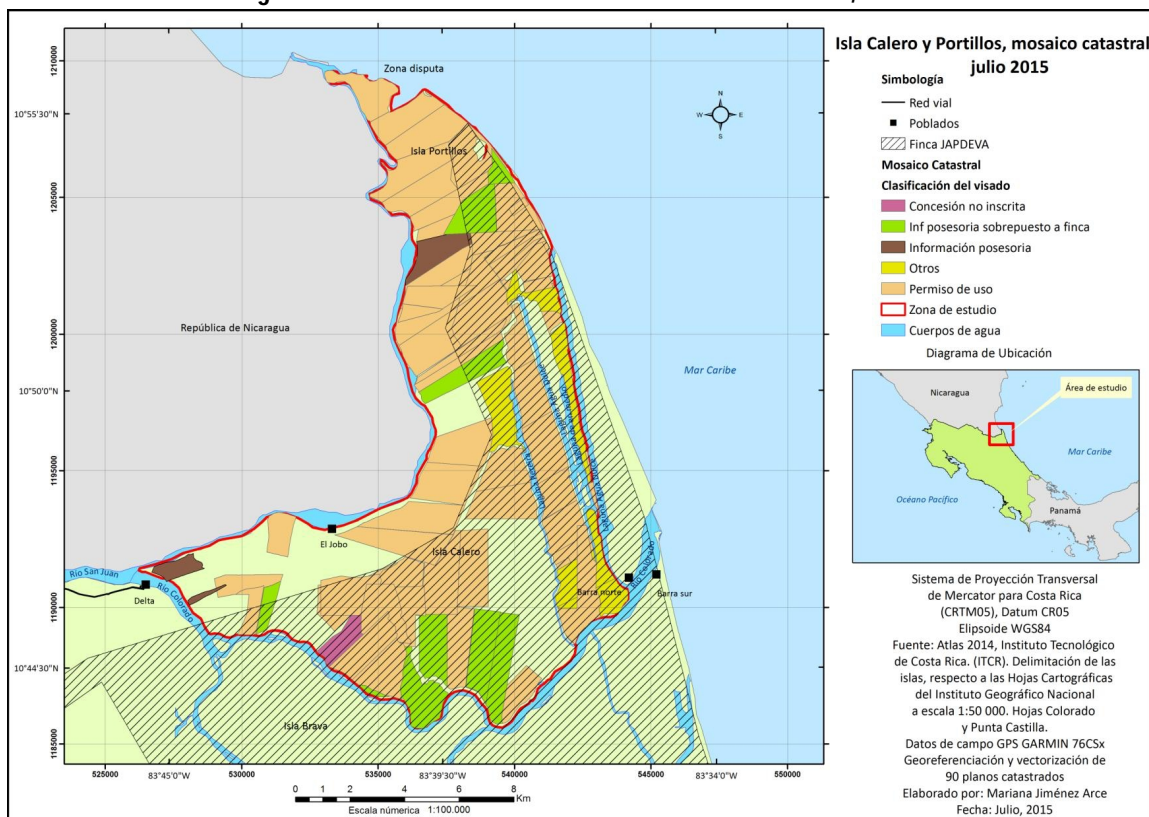 Isla Calero y Portillos, mosaico catastral
julio 2015
Simbología
Red vial
Poblados
Finca JAPDEVA
Mosaico Catastral
Clasificación del visado
Concesión no inscrita
Inf posesoria sobrepuesto a finca
Información posesoria
Otros
Permiso de uso
Zona de estudio
Cuerpos de agua
Diagrama de Ubicación
Nicaragua
Área de estudio
Mar Caribe
Océano Pacífico
Panamá
Sistema de Proyección Transversal
de Mercator para Costa Rica
(CRTM05), Datum CR05
Elipsoide WGS84
Fuente: Atlas 2014, Instituto Tecnológico
de Costa Rica. (ITCR). Delimitación de las
islas, respecto a las Hojas Cartográficas
del Instituto Geográfico Nacional
a escala 1:50 000. Hojas Colorado
y Punta Castilla.
Datos de campo GPS GARMIN 76CSx
Georeferenciación y vectorización de
90 planos catastrados
Elaborado por: Mariana Jiménez Arce
Fecha: Julio, 2015
Zona disputa
Isla Portillos
República de Nicaragua
Mar Caribe
N
W
E
S
El Jobo
Isla Calero
Río San Juan
Delta
Río Colorado
Barra norte
Río Colorado
Barra sur
Isla Brava
1210000
10°55'30"N
1205000
1200000
10°50'0"N
1195000
1190000
10°44'30"N
1185000
525000
83°45'0"W
530000
535000
83°39'30"W
540000
545000
83°34'0"W
550000
0 1 2 4 6 8
Km
Escala númerica 1:100.000